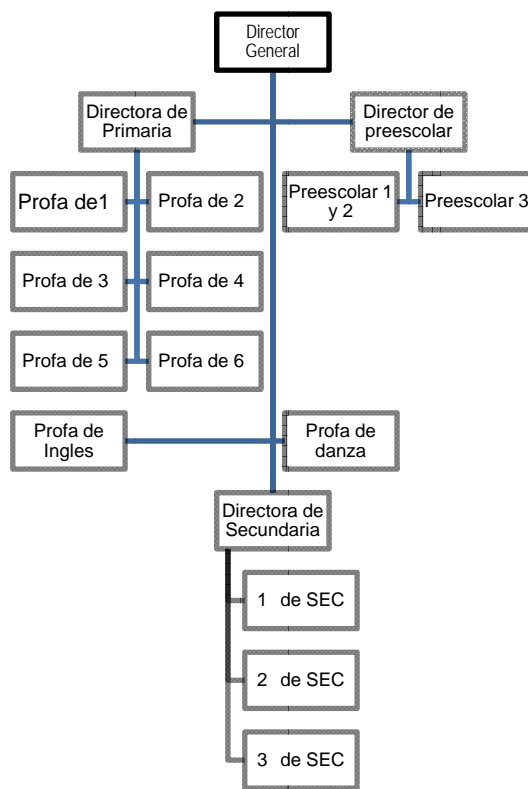 Director
General
Directora de
Primaria
Director de
preescolar
Profa de1
Profa de 2
Preescolar 1
y 2
Preescolar 3
Profa de 3
Profa de 4
Profa de 5
Profa de 6
Profa de
Ingles
Profa de
danza
Directora de
Secundaria
1 de SEC
2 de SEC
3 de SEC